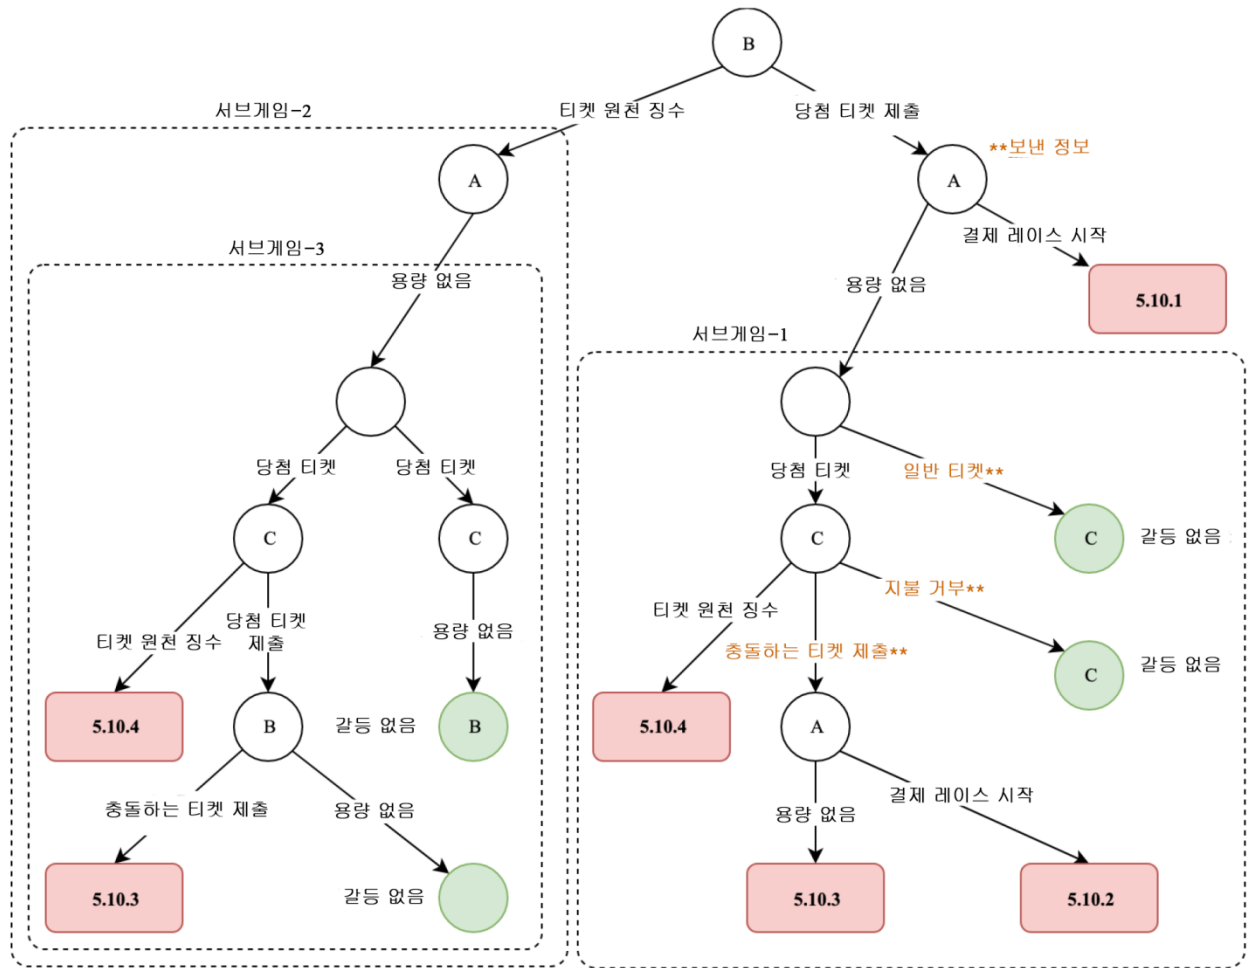 B
서브게임-2
티켓 원천 징수
당첨 티켓 제출
**보낸 정보
A
A
결제 레이스 시작
서브게임-3
용량 없음
용량 없음
5.10.1
서브게임-1
당첨 티켓
당첨 티켓
당첨 티켓
일반 티켓**
C
C
C
C
갈등 없음
지불 거부**
티켓 원천 징수
당첨 티켓
제출
용량 없음
티켓 원천 징수
충돌하는 티켓 제출**
C
갈등 없음
5.10.4
B
갈등 없음
B
5.10.4
A
충돌하는 티켓 제출
용량 없음
용량 없음
결제 레이스 시작
5.10.3
갈등 없음
5.10.3
5.10.2